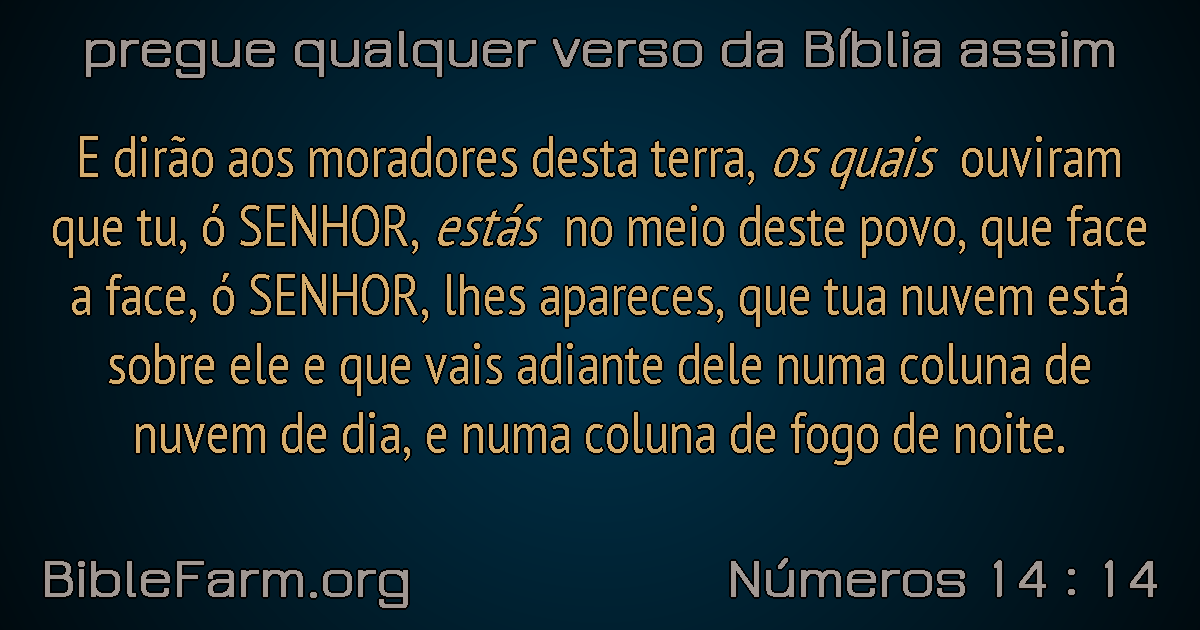 pregue qualquer verso da Bíblia assim
E dirão aos moradores desta terra, os quais ouviram
que tu, ó SENHOR, estás no meio deste povo, que face
a face, ó SENHOR, lhes apareces, que tua nuvem está
sobre ele e que vais adiante dele numa coluna de
nuvem de dia, e numa coluna de fogo de noite.
BibleFarm.org
Números 14 : 14